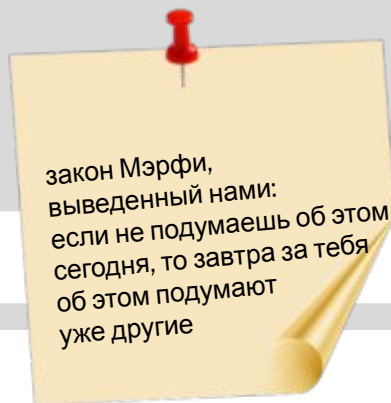 закон Мэрфи,
выведенный нами:
если не подумаешь об этом
сегодня, то завтра за тебя
об этом подумают
уже другие